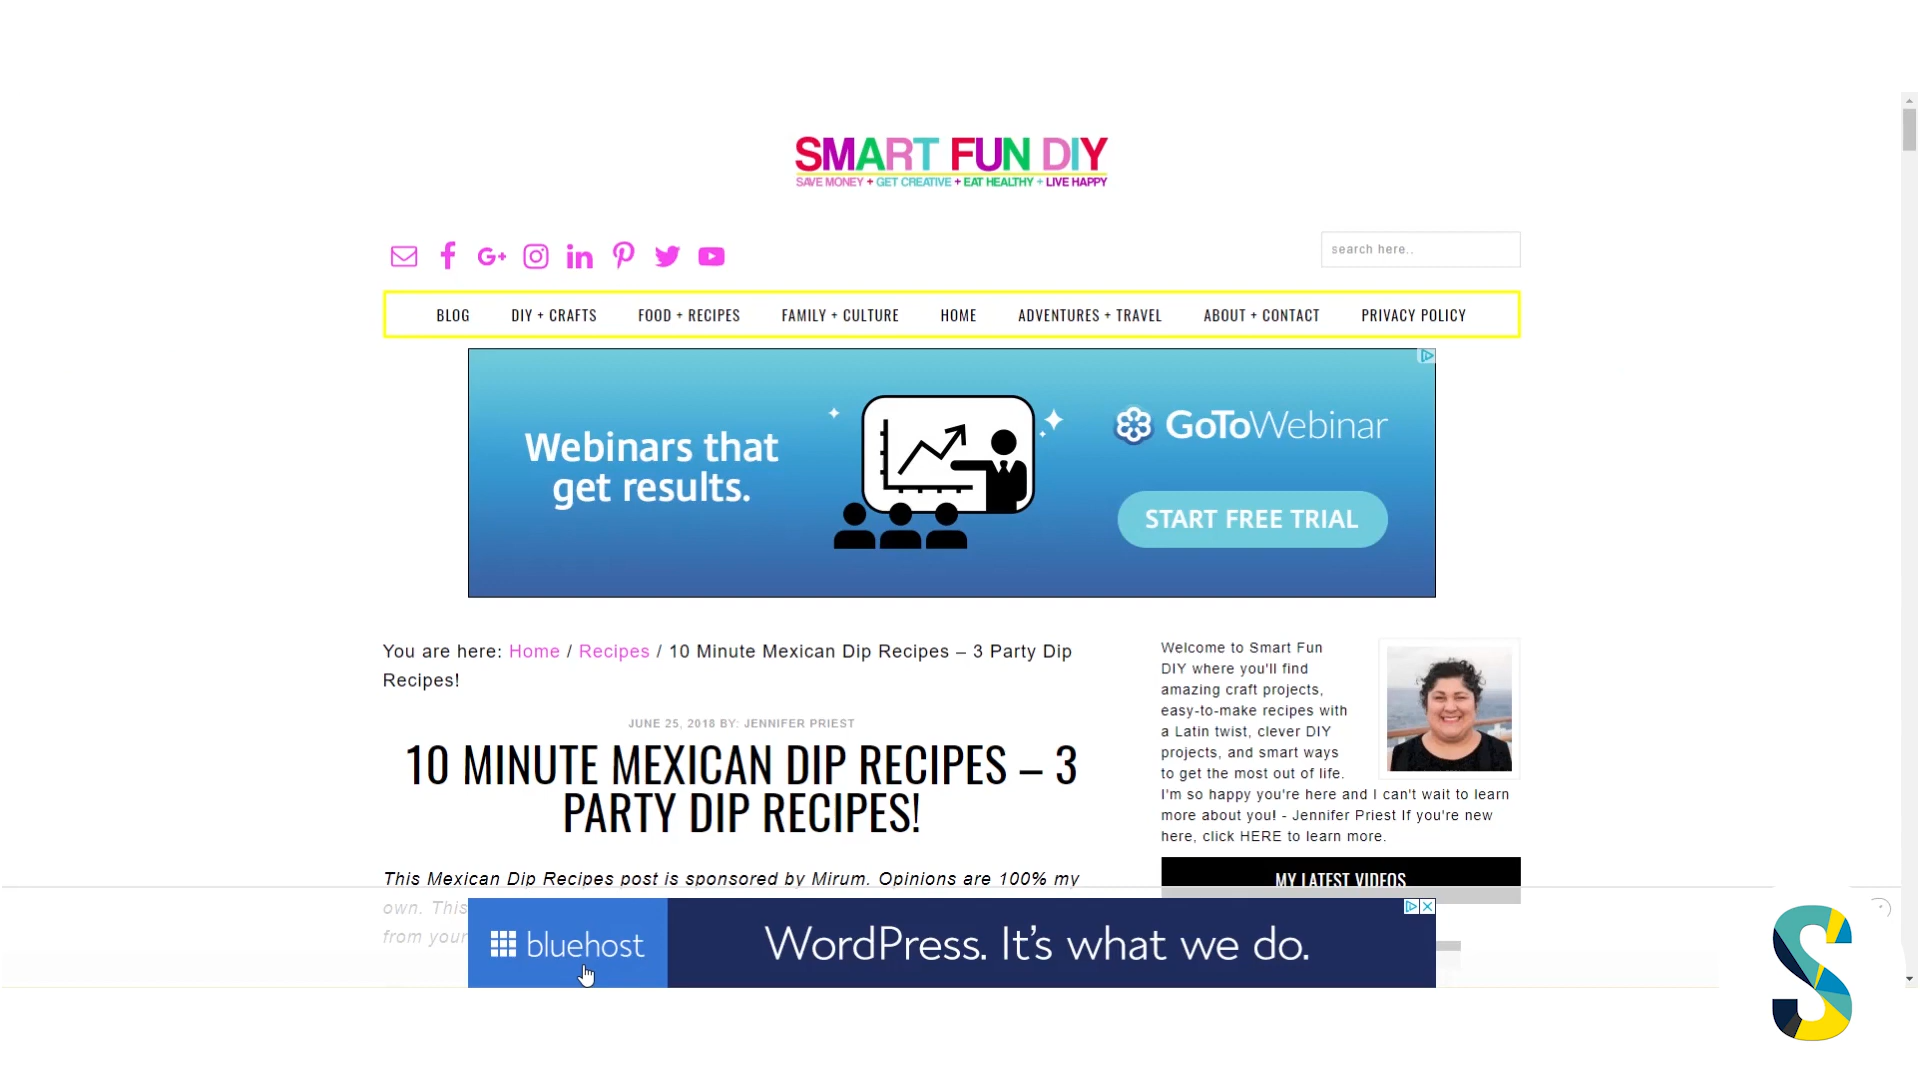 SMART FUN DIY
SAVE MONEY + GET CREATIVE + EAT HEALTHY + LIVE HAPPY
search here..
BLOG DIY + CRAFTS FOOD + RECIPES FAMILY + CULTURE HOME ADVENTURES + TRAVEL ABOUT + CONTACT PRIVACY POLICY
Webinars that
get results.
GoToWebinar
START FREE TRIAL
You are here: Home / Recipes / 10 Minute Mexican Dip Recipes – 3 Party Dip
Recipes!
JUNE 25, 2018 BY: JENNIFER PRIEST
10 MINUTE MEXICAN DIP RECIPES – 3
PARTY DIP RECIPES!
This Mexican Dip Recipes post is sponsored by Mirum. Opinions are 100% my
own. This
from your
Welcome to Smart Fun
DIY where you'll find
amazing craft projects,
easy-to-make recipes with
a Latin twist, clever DIY
projects, and smart ways
to get the most out of life.
I'm so happy you're here and I can't wait to learn
more about you! - Jennifer Priest If you're new
here, click HERE to learn more.
MY LATEST VIDEOS
bluehost
WordPress. It's what we do.
S